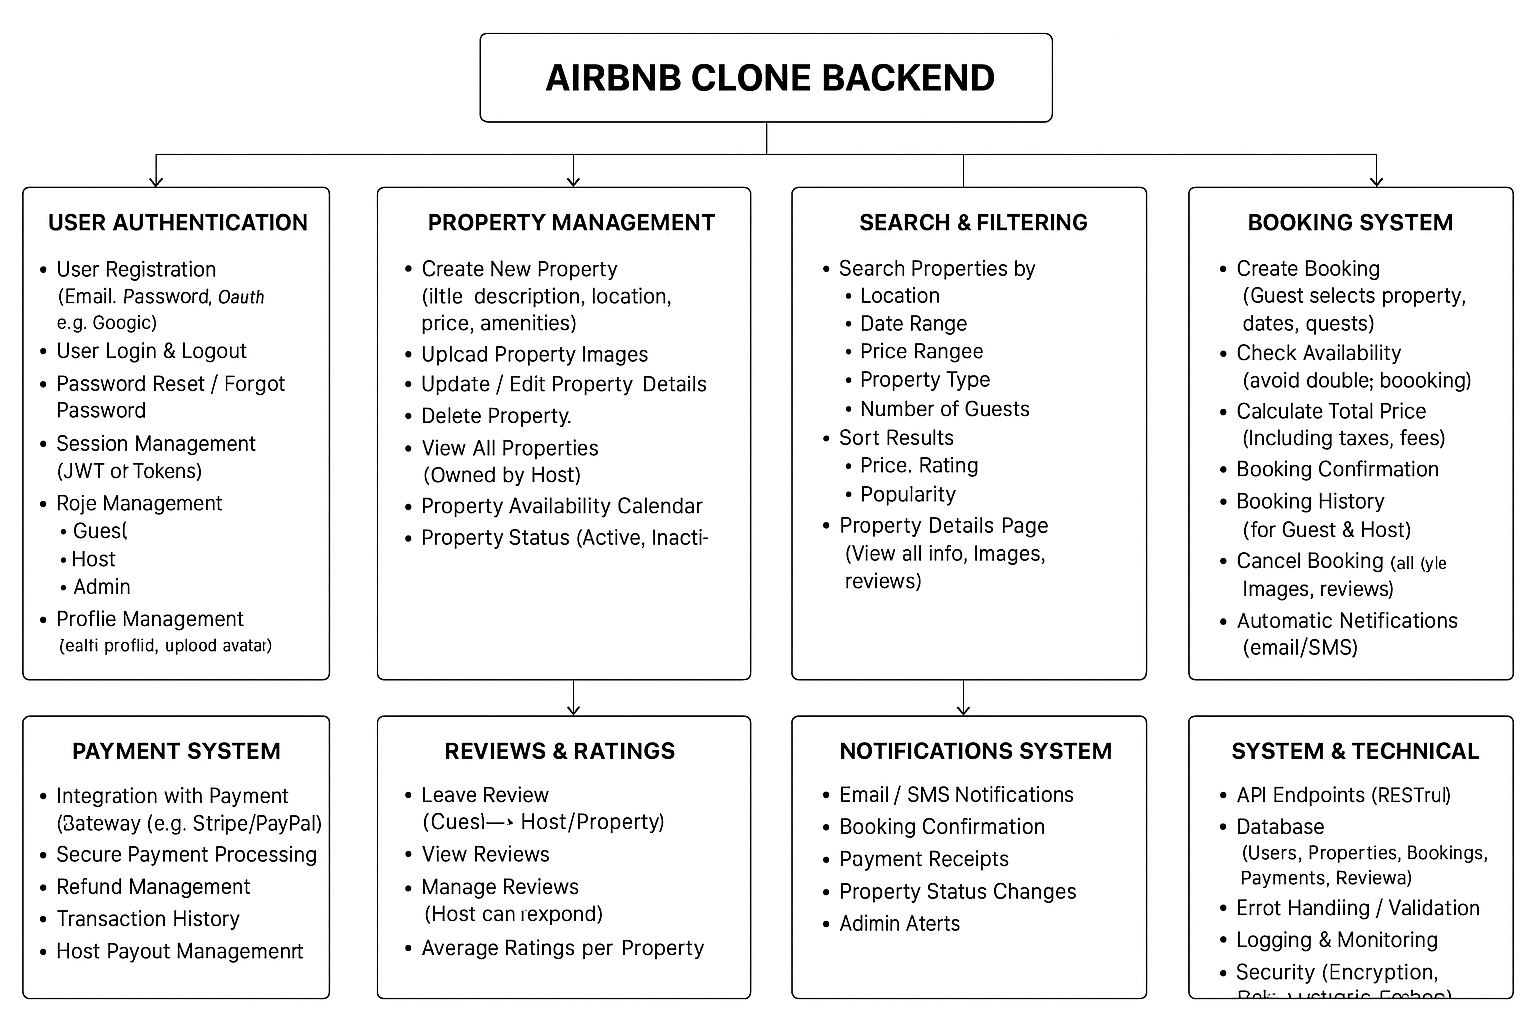 AIRBNB CLONE BACKEND
USER AUTHENTICATION
• User Registration
(Email. Password, Oauth
e.g. Googic)
• User Login & Logout
• Password Reset / Forgot
Password
• Session Management
(JWT or Tokens)
• Roje Management
• Gues(
• Host
• Admin
• Proflie Management
(ealti proflid, uplood avatar)
PROPERTY MANAGEMENT
• Create New Property
(iltle description, location,
price, amenities)
• Uplcad Property Images
• Update / Edit Property Details
• Delete Property.
• View All Properties
(Owned by Host)
• Property Availability Calendar
• Property Status (Active, Inacti-
SEARCH & FILTERING
• Search Properties by
• Location
• Date Range
• Price Rangee
• Property Type
• Number of Guests
• Sort Results
• Price. Rating
• Popularity
• Property Details Page
(View all info, Images,
reviews)
BOOKING SYSTEM
• Create Booking
(Guest selects property,
dates, quests)
• Check Availability
(avoid double; boooking)
• Calculate Total Price
(Including taxes, fees)
• Booking Confirmation
• Booking History
(for Guest & Host)
• Cancel Booking (all (yle
Images, reviews)
• Automatic Netifications
(email/SMS)
PAYMENT SYSTEM
• Integration with Payment
(3ateway (e.g. Stripe/PayPal)
• Secure Payment Processing
• Refund Management
• Transaction History
• Host Payout Managemenrt
REVIEWS & RATINGS
• Leave Review
(Cuesl—→ Host/Property)
• View Reviews
• Manage Reviews
(Host can rexpond)
• Average Ratings per Property
NOTIFICATIONS SYSTEM
• Email / SMS Notifications
• Booking Confirmation
• Payment Receipts
• Property Status Changes
• Adimin Aterts
SYSTEM & TECHNICAL
• API Endpoints (RESTrul)
• Database
(Users, Properties, Bookings,
Payments, Reviewa)
• Errot Handiing / Validation
• Logging & Monitoring
• Security (Encryption,